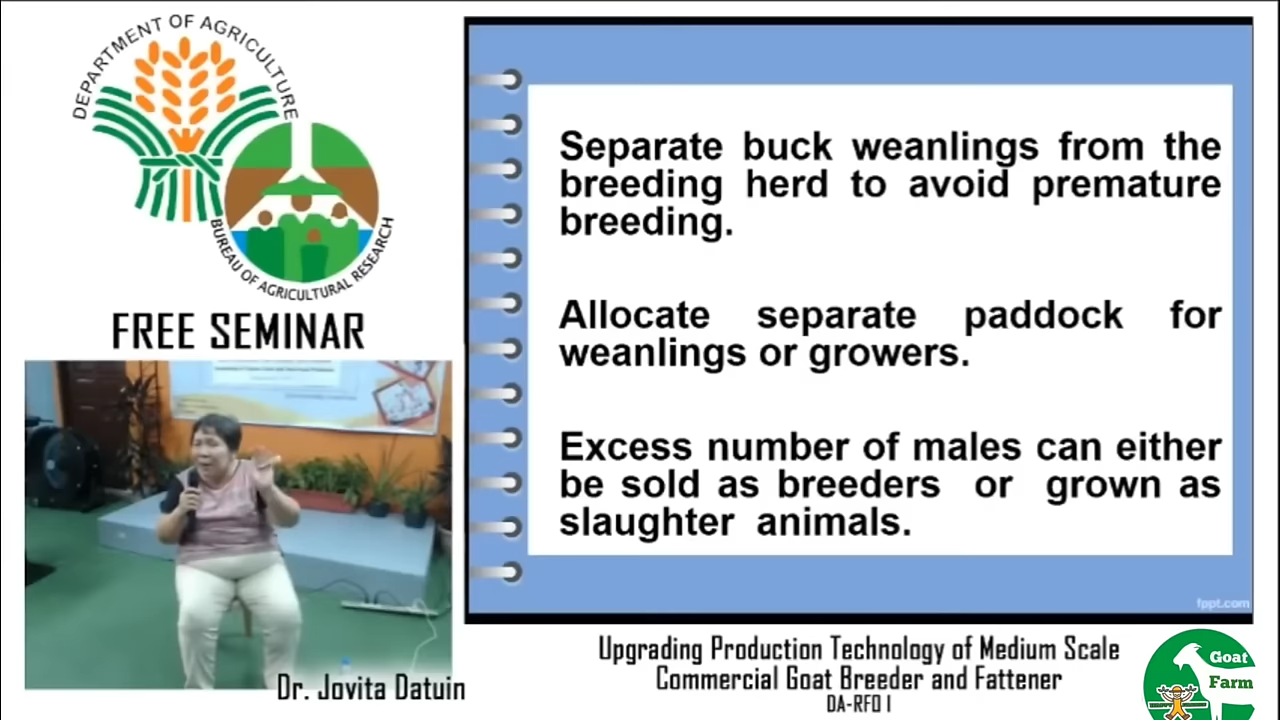 DEPARTMENT OF AGRICULTURE
BUREAU OF AGRICULTURAL RESEARCH
FREE SEMINAR
Dr. Jovita Datuin
Separate buck weanlings from the
breeding herd to avoid premature
breeding.
Allocate separate paddock for
weanlings or growers.
Excess number of males can either
be sold as breeders or grown as
slaughter animals.
fppt.com
Upgrading Production Technology of Medium Scale
Commercial Goat Breeder and Fattener
DA-RFO I
Goat
Farm